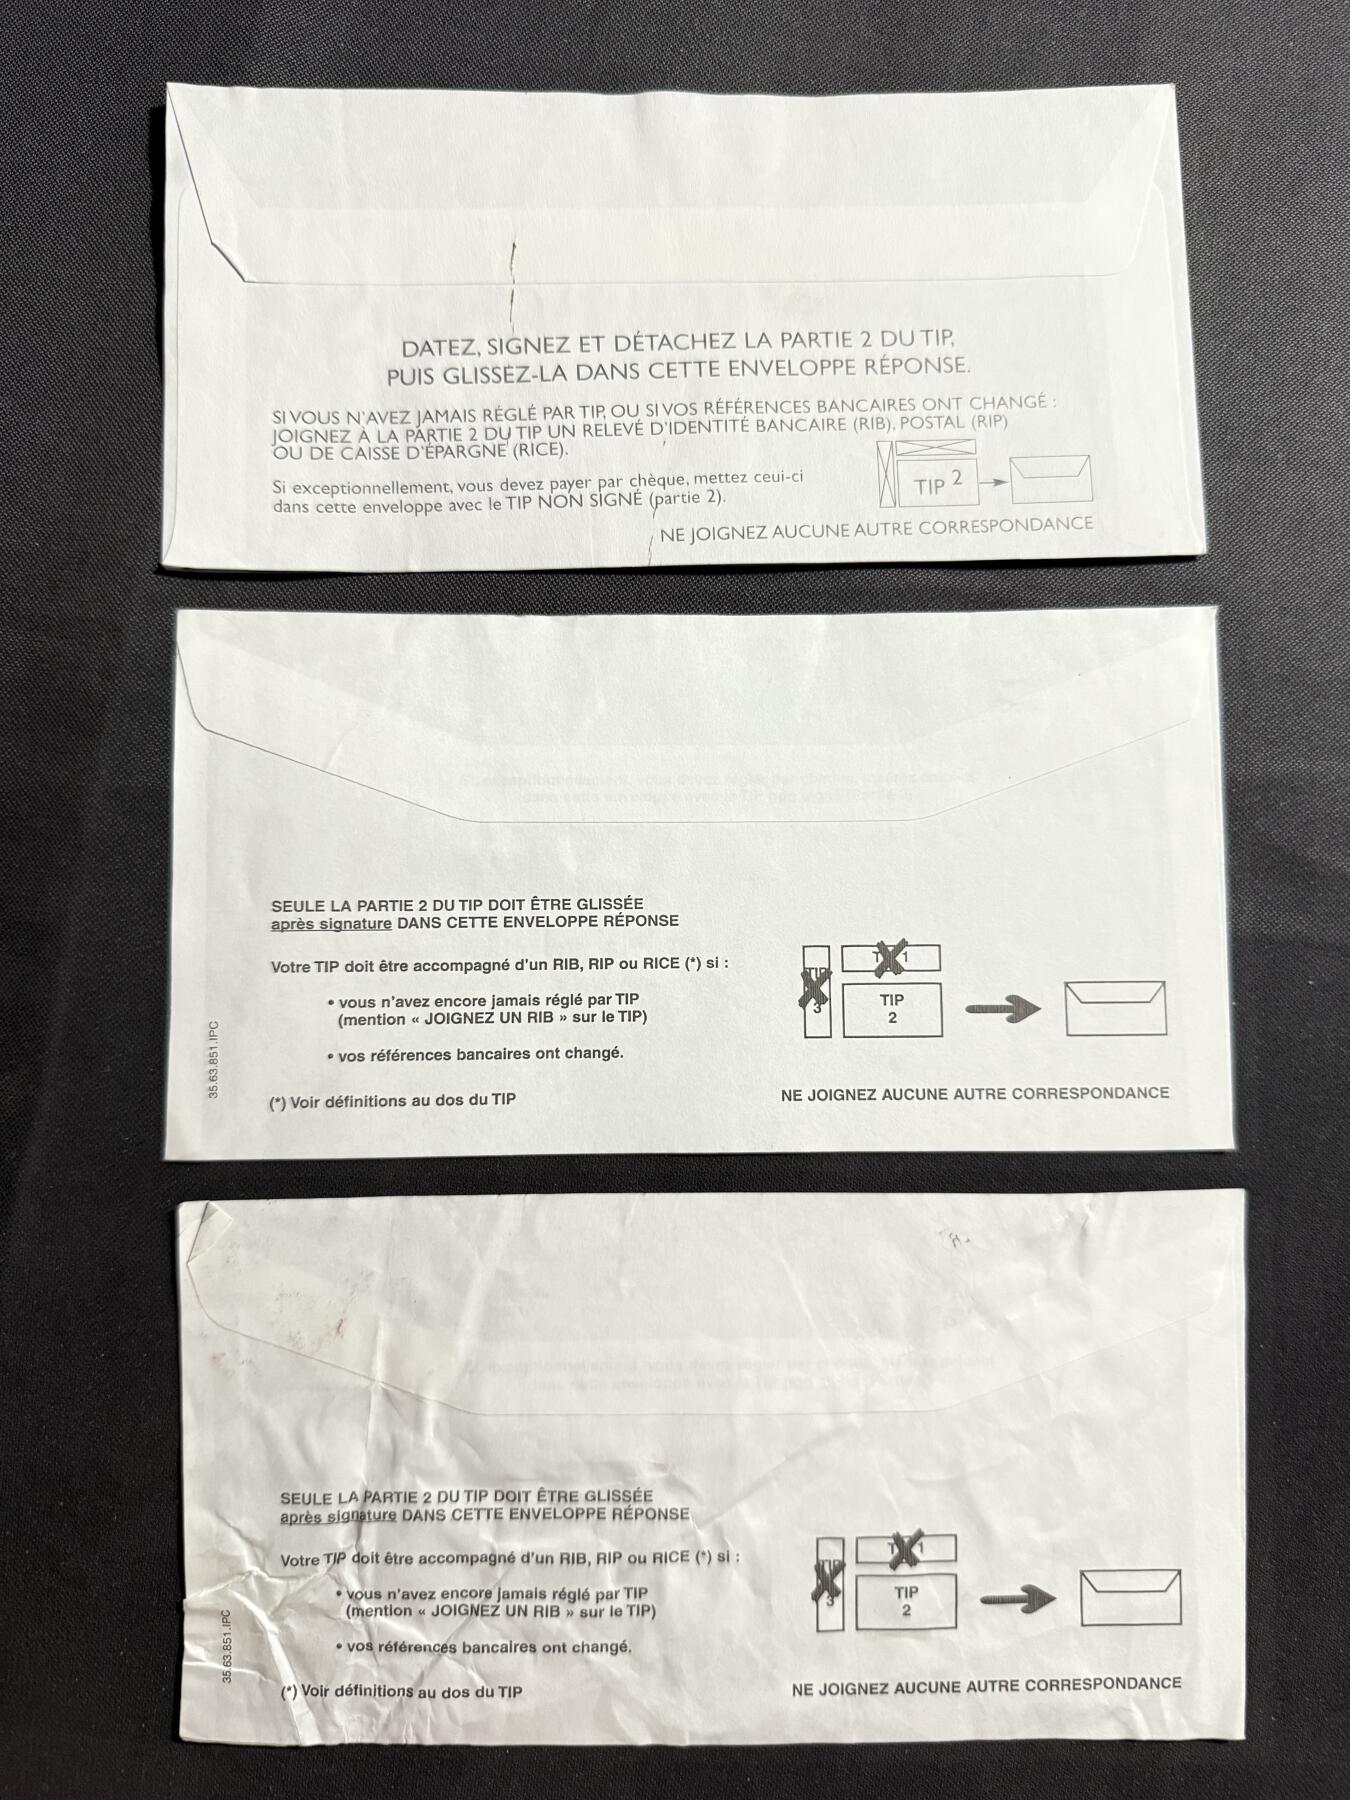 DATEZ, SIGNEZ ET DÉTACHEZ LA PARTIE 2 DU TIP,
PUIS GLISSEZ-LA DANS CETTE ENVELOPPE RÉPONSE.
SI VOUS N'AVEZ JAMAIS RÉGLÉ PAR TIP, OU SI VOS RÉFÉRENCES BANCAIRES ONT CHANGÉ :
JOIGNEZ À LA PARTIE 2 DU TIP UN RELEVÉ D'IDENTITÉ BANCAIRE (RIB), POSTAL (RIP)
OU DE CAISSE D'ÉPARGNE (RICE).
Si exceptionnellement, vous devez payer par chèque, mettez ceui-ci
dans cette enveloppe avec le TIP NON SIGNÉ (partie 2).
TIP 2
NE JOIGNEZ AUCUNE AUTRE CORRESPONDANCE
SEULE LA PARTIE 2 DU TIP DOIT ÊTRE GLISSÉE
après signature DANS CETTE ENVELOPPE RÉPONSE
Votre TIP doit être accompagné d'un RIB, RIP ou RICE (*) si :
• vous n'avez encore jamais réglé par TIP
(mention « JOIGNEZ UN RIB » sur le TIP)
• vos références bancaires ont changé.
(*) Voir définitions au dos du TIP
35.63.851.IPC
1
TIP
3
TIP
2
NE JOIGNEZ AUCUNE AUTRE CORRESPONDANCE
SEULE LA PARTIE 2 DU TIP DOIT ÊTRE GLISSÉE
après signature DANS CETTE ENVELOPPE RÉPONSE
Votre TIP doit être accompagné d'un RIB, RIP ou RICE (*) si :
• vous n'avez encore jamais réglé par TIP
(mention « JOIGNEZ UN RIB » sur le TIP)
• vos références bancaires ont changé.
(*) Voir définitions au dos du TIP
35.63.851.IPC
1
TIP
3
TIP
2
NE JOIGNEZ AUCUNE AUTRE CORRESPONDANCE